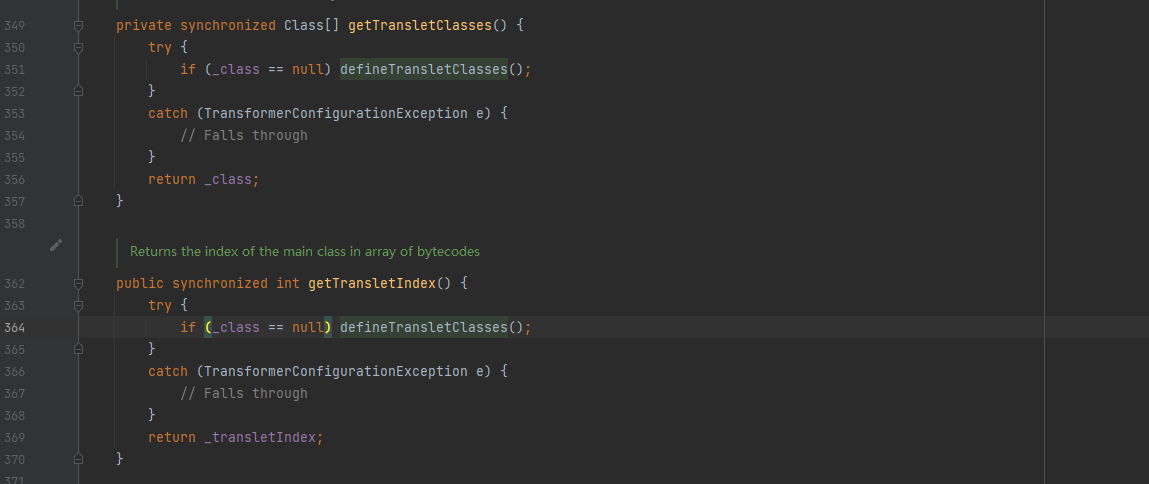 349 private synchronized Class[] getTransletClasses() {
350 try {
351 if (_class == null) defineTransletClasses();
352 }
353 catch (TransformerConfigurationException e) {
354 // Falls through
355 }
356 return _class;
357 }
358
Returns the index of the main class in array of bytecodes
362 public synchronized int getTransletIndex() {
363 try {
364 if (_class == null) defineTransletClasses();
365 }
366 catch (TransformerConfigurationException e) {
367 // Falls through
368 }
369 return _transletIndex;
370 }
371